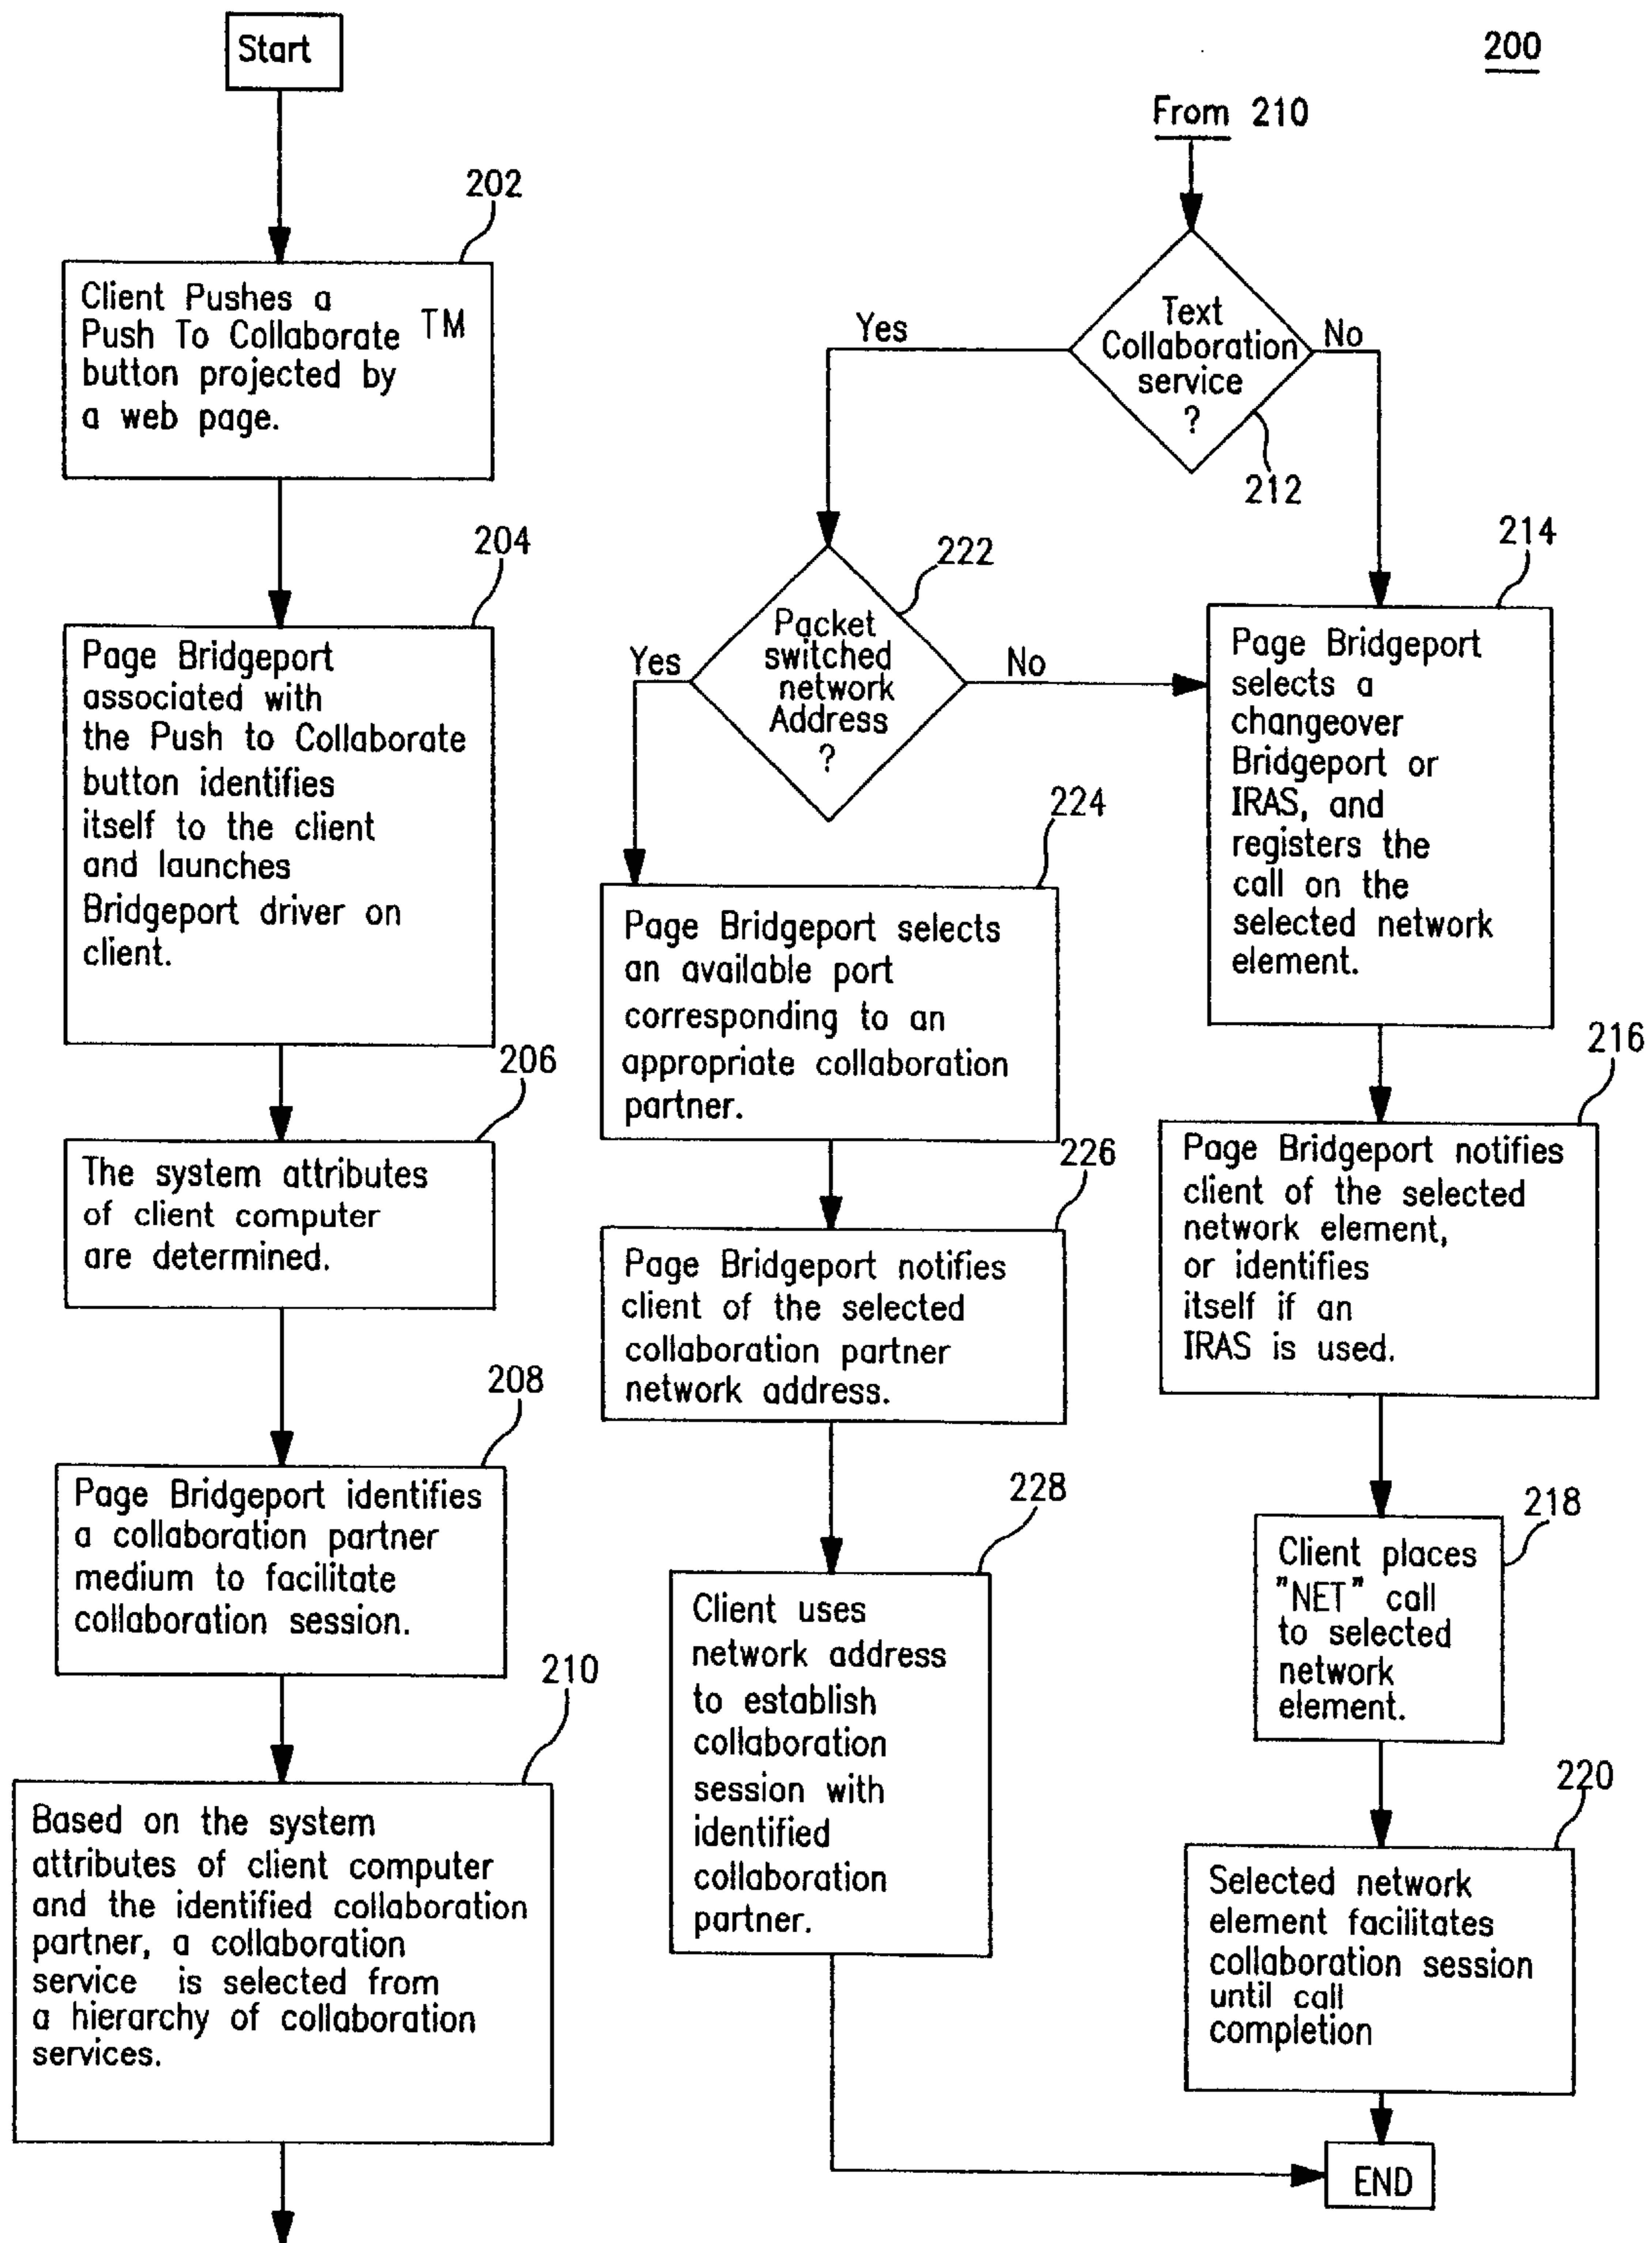 Start
202
Client Pushes a
Push To Collaborate TM
button projected by
a web page.
204
Page Bridgeport
associated with
the Push to Collaborate
button identifies
itself to the client
and launches
Bridgeport driver on
client.
206
The system attributes
of client computer
are determined.
208
Page Bridgeport identifies
a collaboration partner
medium to facilitate
collaboration session.
210
Based on the system
attributes of client computer
and the identified collaboration
partner, a collaboration
service is selected from
a hierarchy of collaboration
services.
200
From 210
Text
Collaboration
service
?
Yes
No
212
222
Packet
switched
network
Address
?
Yes
No
224
Page Bridgeport selects
an available port
corresponding to an
appropriate collaboration
partner.
226
Page Bridgeport notifies
client of the selected
collaboration partner
network address.
228
Client uses
network address
to establish
collaboration
session with
identified
collaboration
partner.
214
Page Bridgeport
selects a
changeover
Bridgeport or
IRAS, and
registers the
call on the
selected network
element.
216
Page Bridgeport notifies
client of the selected
network element,
or identifies
itself if an
IRAS is used.
218
Client places
"NET" call
to selected
network
element.
220
Selected network
element facilitates
collaboration session
until call
completion
END